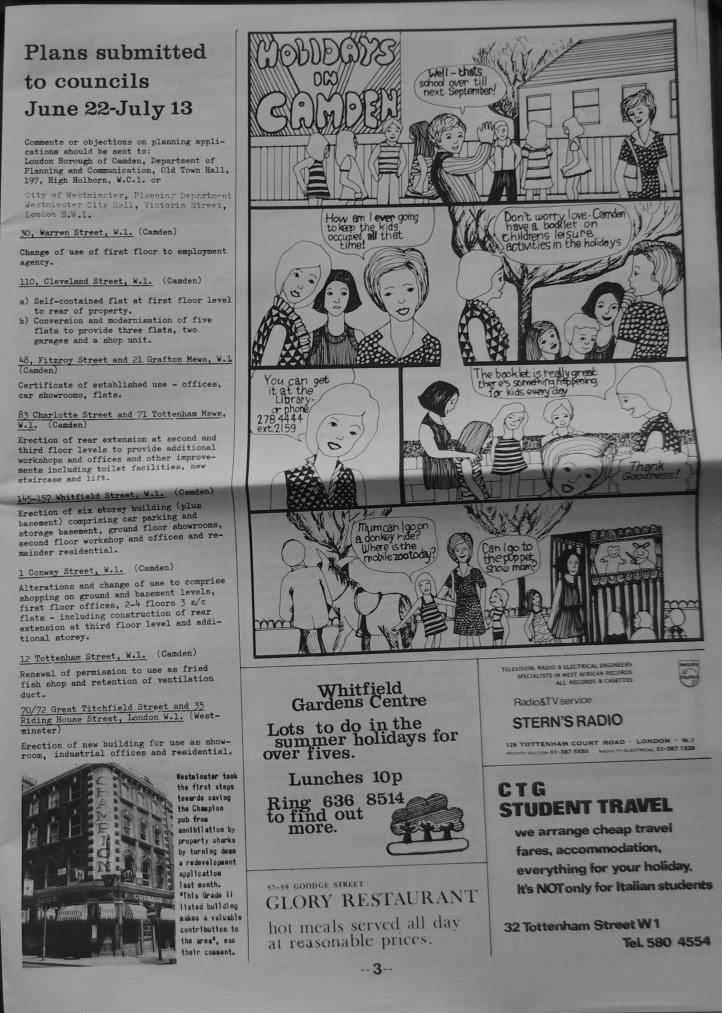 Plans submitted
to councils
June 22-July 13
Comments or objections on planning appli-
cations should be sent to:
London Borough of Camden, Department of
Planning and Communication, Old Town Hall,
197, High Holborn, W.C.1. or
City of Westminster, Planning Department
Westminster City Hall, Victoria Street,
London S.W.1.
30, Warren Street, W.1. (Camden)
Change of use of first floor to employment
agency.
110, Cleveland Street, W.1. (Camden)
a) Self-contained flat at first floor level
to rear of property.
b) Conversion and modernisation of five
flats to provide three flats, two
garages and a shop unit.
48, Fitzroy Street and 21 Grafton Mews, W.1
(Camden)
Certificate of established use - offices,
car showrooms, flats.
83 Charlotte Street and 71 Tottenham Mews,
W.1. (Camden)
Erection of rear extension at second and
third floor levels to provide additional
workshops and offices and other improve-
ments including toilet facilities, new
staircase and lift.
145-157 Whitfield Street, W.1. (Camden)
Erection of six storey building (plus
basement) comprising car parking and
storage basement, ground floor showrooms,
second floor workshop and offices and re-
mainder residential.
1 Conway Street, W.1. (Camden)
Alterations and change of use to comprise
shopping on ground and basement levels,
first floor offices, 2-4 floors 3 s/c
flats - including construction of rear
extension at third floor level and addi-
tional storey.
12 Tottenham Street, W.1. (Camden)
Renewal of permission to use as fried
fish shop and retention of ventilation
duct.
70/72 Great Titchfield Street and 35
Riding House Street, London W.1. (West-
minster)
Erection of new building for use as show-
room, industrial offices and residential.
CHAMPION
Westminster took
the first steps
towards saving
the Champion
pub from
annihilation by
property sharks
by turning down
a redevelopment
application
last month.
"This Grade II
listed building
makes a valuable
contribution to
the area", was
their comment.
HOLIDAYS
IN
CAMDEN
Well - thats
school over till
next September!
How am I ever going
to keep the kids
occupied all that
time!
Don't worry love - Camden
have a booklet on
childrens leisure
activities in the holidays
You can get
it at the
Library -
or phone
278 4444
ext. 2159
The booklet is really great
there's something happening
for kids every day
Thank
Goodness!
Mum can I go on
a donkey ride?
Where is the
mobile zoo today?
Can I go to
the puppet
show mam?
Whitfield
Gardens Centre
Lots to do in the
summer holidays for
over fives.
Lunches 10p
Ring 636 8514
to find out
more.
57-59 GOODGE STREET
GLORY RESTAURANT
hot meals served all day
at reasonable prices.
TELEVISION, RADIO & ELECTRICAL ENGINEERS
SPECIALISTS IN WEST AFRICAN RECORDS
ALL RECORDS & CASETTES
PHILIPS
Radio & TV service
STERN'S RADIO
126 TOTTENHAM COURT ROAD · LONDON · W.1
01-387 5550 01-387 1539
CTG
STUDENT TRAVEL
we arrange cheap travel
fares, accommodation,
everything for your holiday.
It's NOT only for Italian students
32 Tottenham Street W1
Tel. 580 4554
--3--